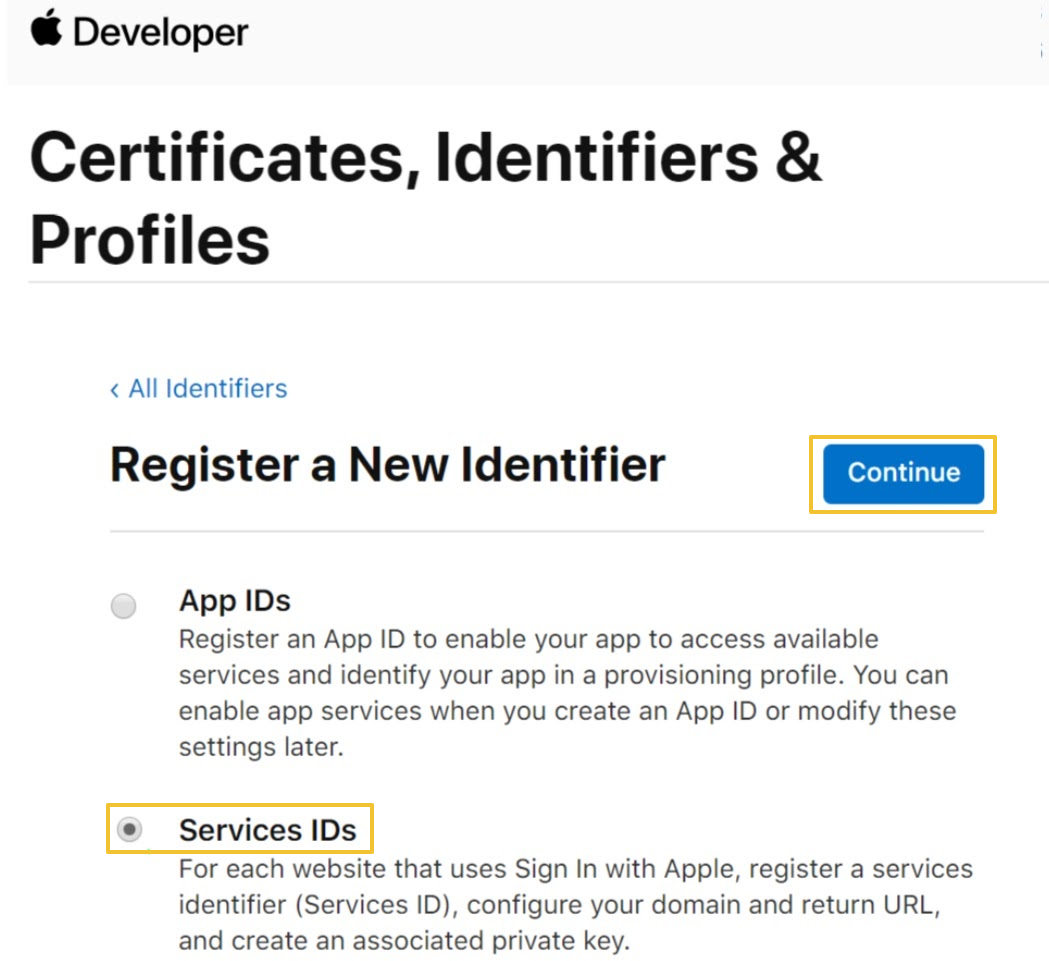 Developer
Certificates, Identifiers &
Profiles
‹ All Identifiers
Register a New Identifier
Continue
App IDs
Register an App ID to enable your app to access available
services and identify your app in a provisioning profile. You can
enable app services when you create an App ID or modify these
settings later.
Services IDs
For each website that uses Sign In with Apple, register a services
identifier (Services ID), configure your domain and return URL,
and create an associated private key.